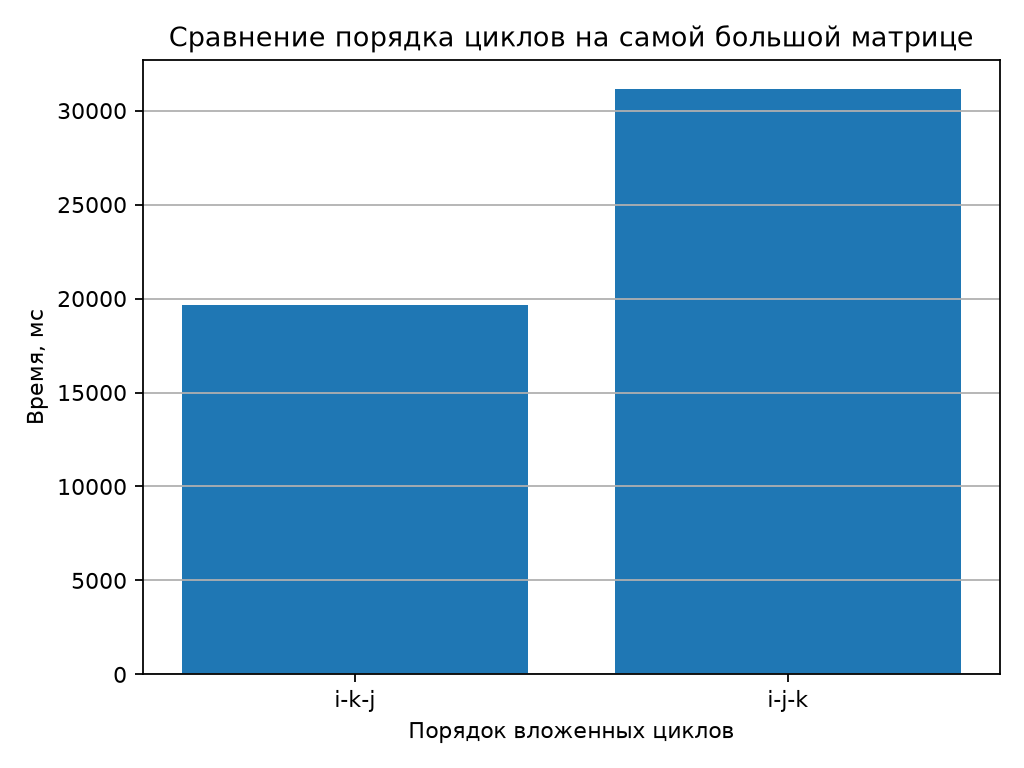 Сравнение порядка циклов на самой большой матрице
30000
25000
20000
15000
10000
5000
0
Время, мс
i-k-j
i-j-k
Порядок вложенных циклов